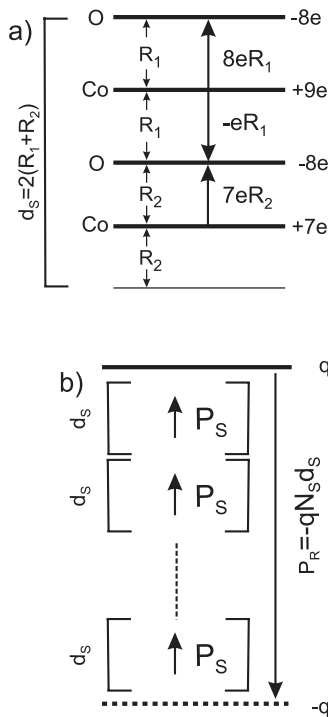 a)
O -8e
R1
8eR1
Co +9e
R1
-eR1
O -8e
R2
7eR2
Co +7e
R2
dS=2(R1+R2)
b)
q
dS PS
dS PS
PR=-qNSdS
dS PS
-q